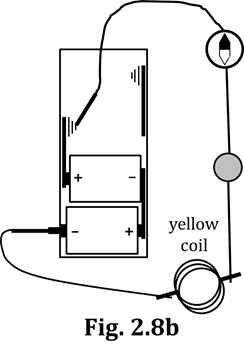 + −
− +
yellow
coil
Fig. 2.8b